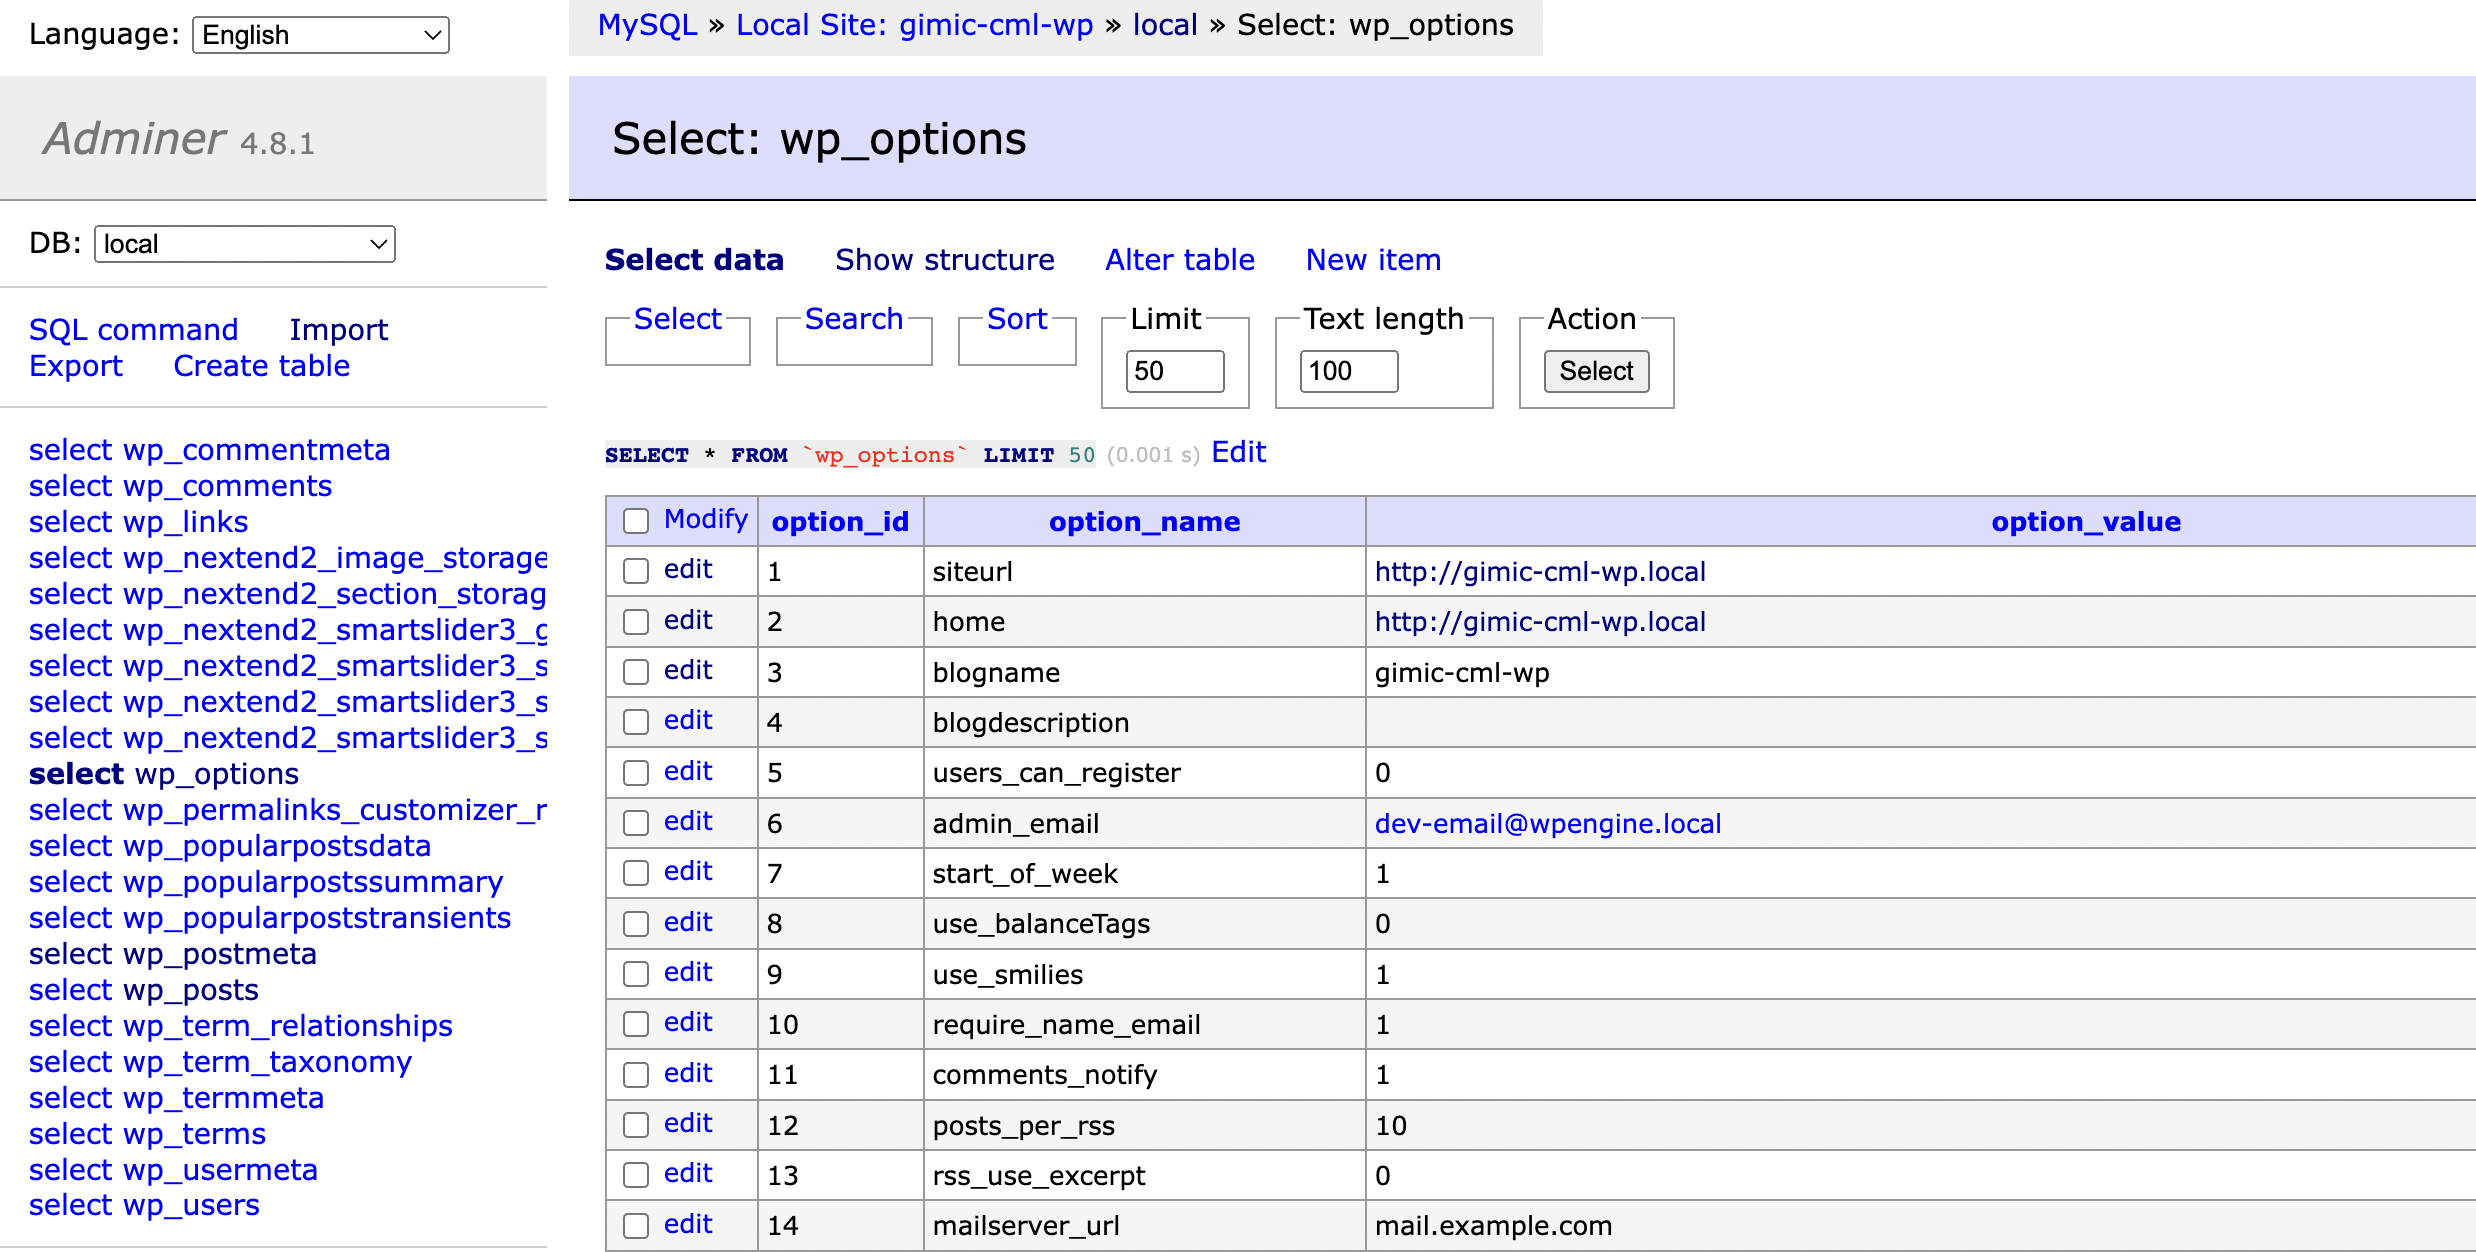 Language: English
MySQL » Local Site: gimic-cml-wp » local » Select: wp_options
Adminer 4.8.1
Select: wp_options
DB: local
SQL command Import
Export Create table
select wp_commentmeta
select wp_comments
select wp_links
select wp_nextend2_image_storage
select wp_nextend2_section_storag
select wp_nextend2_smartslider3_g
select wp_nextend2_smartslider3_s
select wp_nextend2_smartslider3_s
select wp_nextend2_smartslider3_s
select wp_options
select wp_permalinks_customizer_r
select wp_popularpostsdata
select wp_popularpostssummary
select wp_popularpoststransients
select wp_postmeta
select wp_posts
select wp_term_relationships
select wp_term_taxonomy
select wp_termmeta
select wp_terms
select wp_usermeta
select wp_users
Select data Show structure Alter table New item
Select Search Sort Limit Text length Action
50 100 Select
SELECT * FROM `wp_options` LIMIT 50 (0.001 s) Edit
Modify option_id option_name option_value
edit 1 siteurl http://gimic-cml-wp.local
edit 2 home http://gimic-cml-wp.local
edit 3 blogname gimic-cml-wp
edit 4 blogdescription
edit 5 users_can_register 0
edit 6 admin_email dev-email@wpengine.local
edit 7 start_of_week 1
edit 8 use_balanceTags 0
edit 9 use_smilies 1
edit 10 require_name_email 1
edit 11 comments_notify 1
edit 12 posts_per_rss 10
edit 13 rss_use_excerpt 0
edit 14 mailserver_url mail.example.com